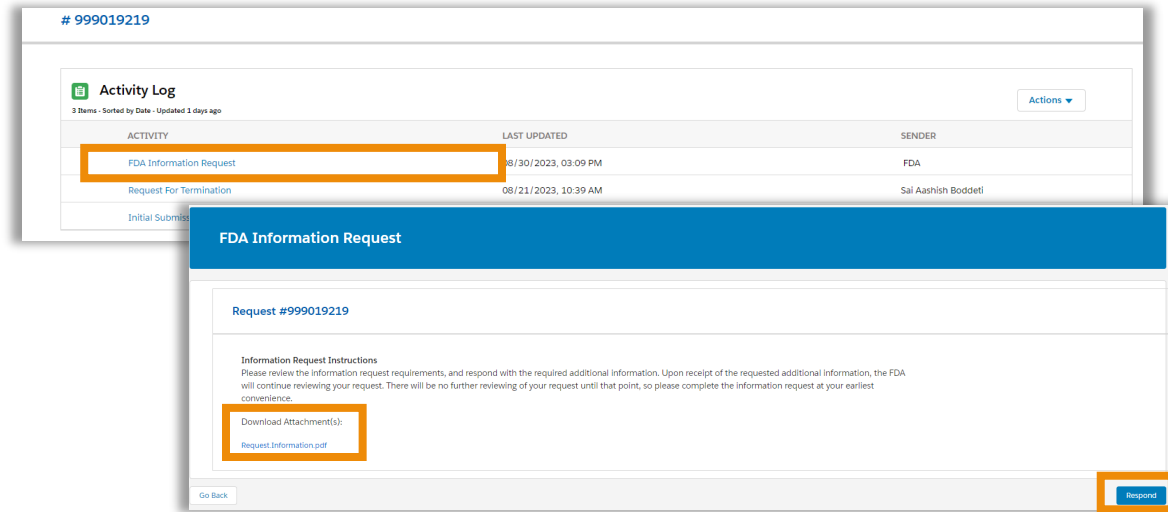 # 999019219
Activity Log
3 Items - Sorted by Date - Updated 1 days ago
Actions
ACTIVITY LAST UPDATED SENDER
FDA Information Request 08/30/2023, 03:09 PM FDA
Request For Termination 08/21/2023, 10:39 AM Sai Aashish Boddeti
Initial
FDA Information Request
Request #999019219
Information Request Instructions
Please review the information request requirements, and respond with the required additional information. Upon receipt of the requested additional information, the FDA
will continue reviewing your request. There will be no further reviewing of your request until that point, so please complete the information request at your earliest
convenience.
Download Attachment(s):
Request.Information.pdf
Go Back
Respond